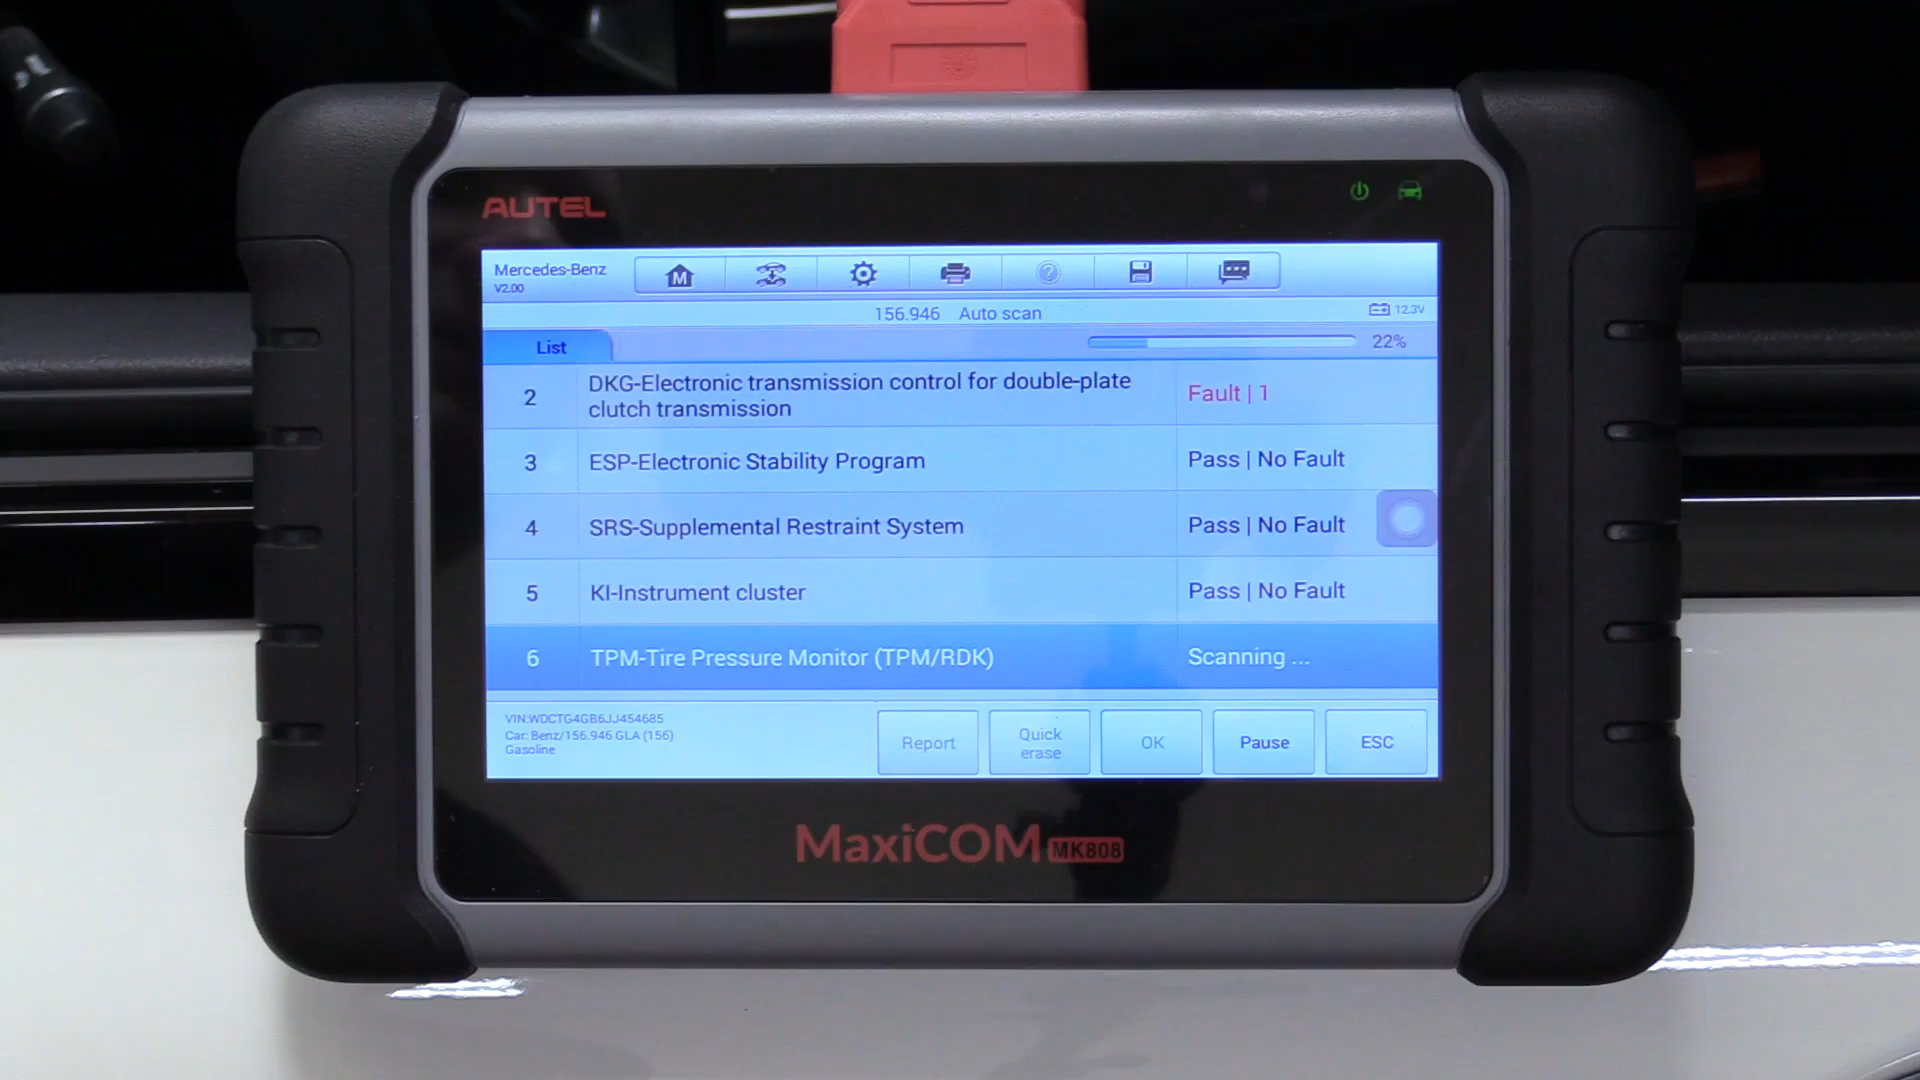 AUTEL
Mercedes-Benz
V2.00
M
156.946 Auto scan
12.3V
List
22%
2 DKG-Electronic transmission control for double-plate
clutch transmission
Fault | 1
3 ESP-Electronic Stability Program Pass | No Fault
4 SRS-Supplemental Restraint System Pass | No Fault
5 KI-Instrument cluster Pass | No Fault
6 TPM-Tire Pressure Monitor (TPM/RDK) Scanning ...
VIN:WDCTG4GB6JJ454685
Car: Benz/156.946 GLA (156)
Gasoline
Report
Quick
erase
OK
Pause
ESC
MaxiCOM MK808